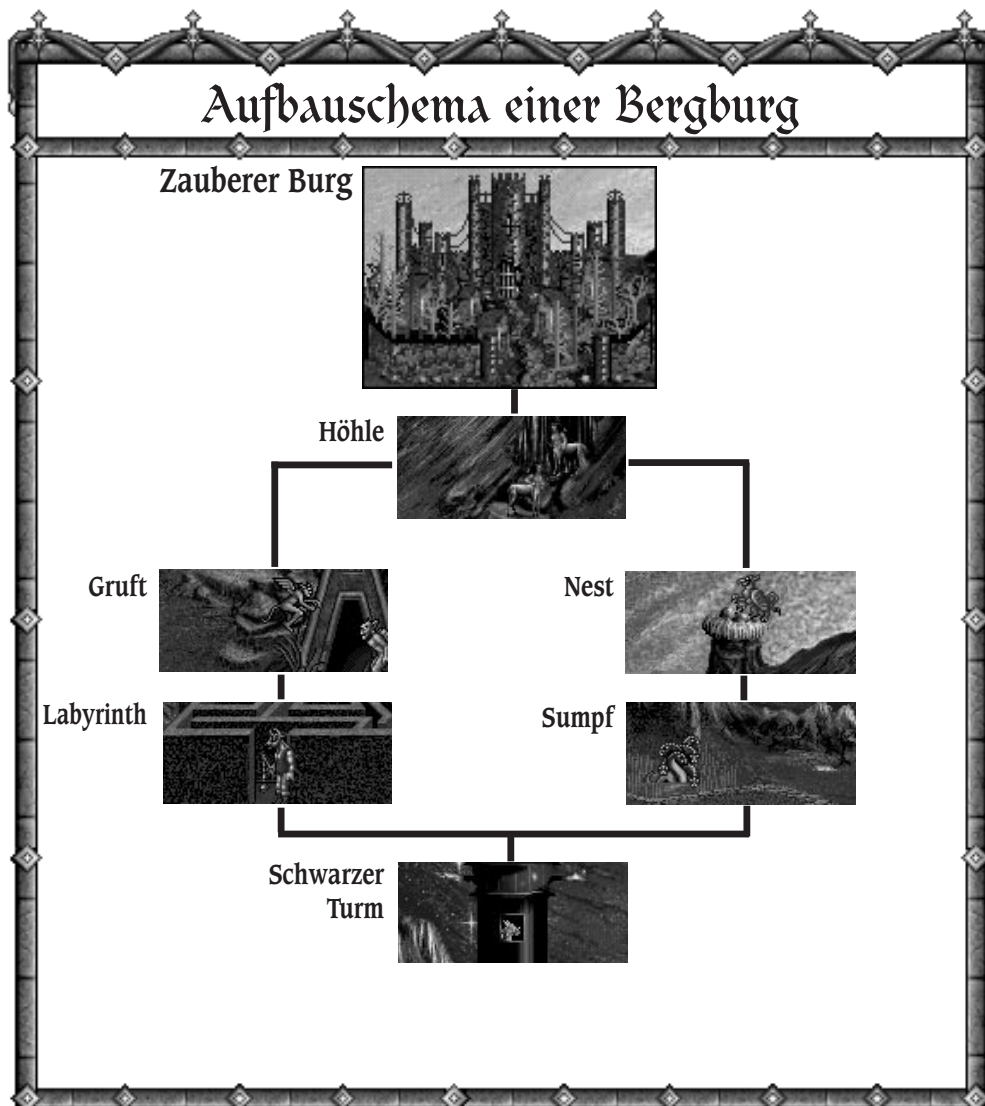 Aufbauschema einer Bergburg
Zauberer Burg
Höhle
Gruft
Nest
Labyrinth
Sumpf
Schwarzer
Turm